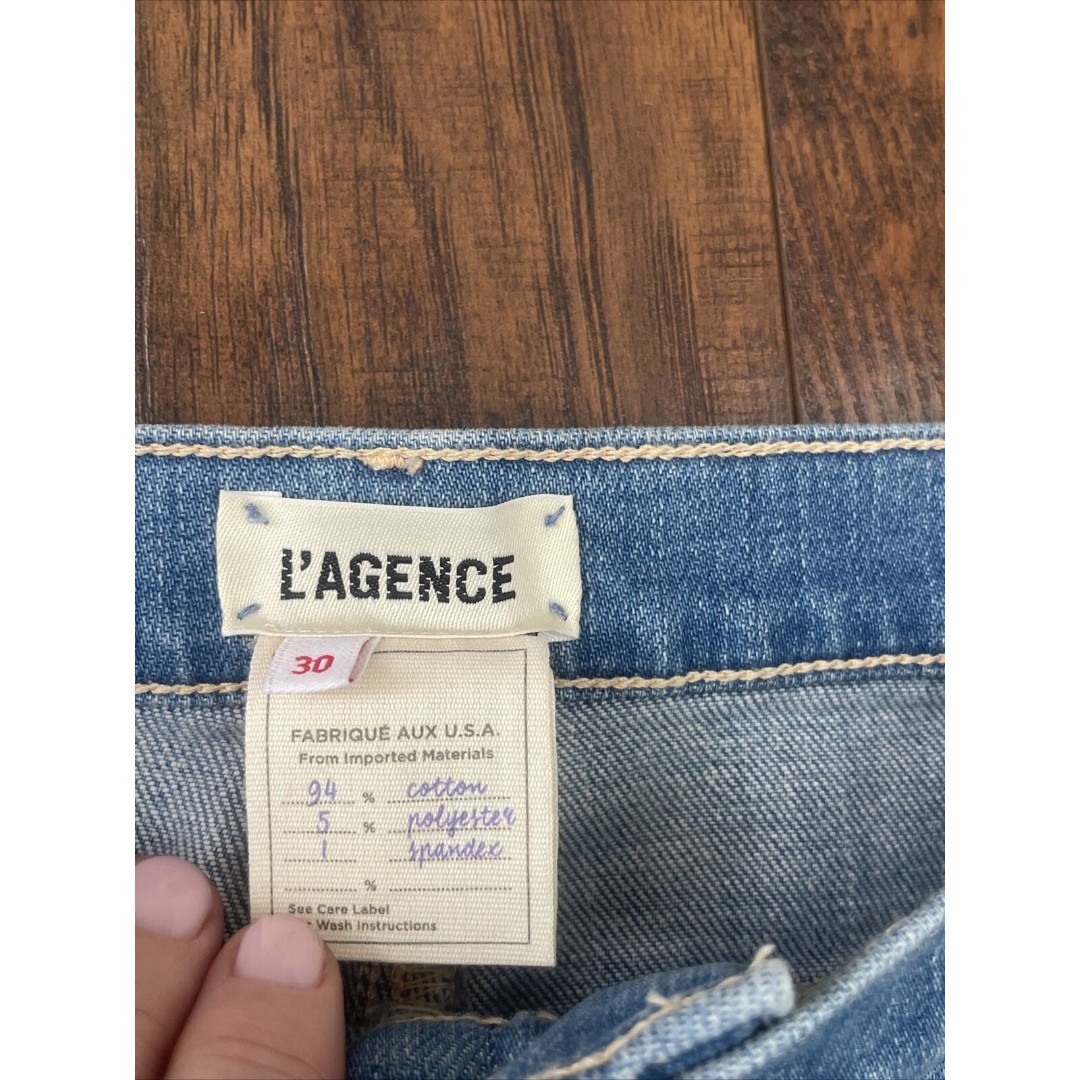 L'AGENCE
30
FABRIQUÉ AUX U.S.A.
From Imported Materials
94 % cotton
5 % polyester
1 spandex
%
See Care Label
Wash Instructions